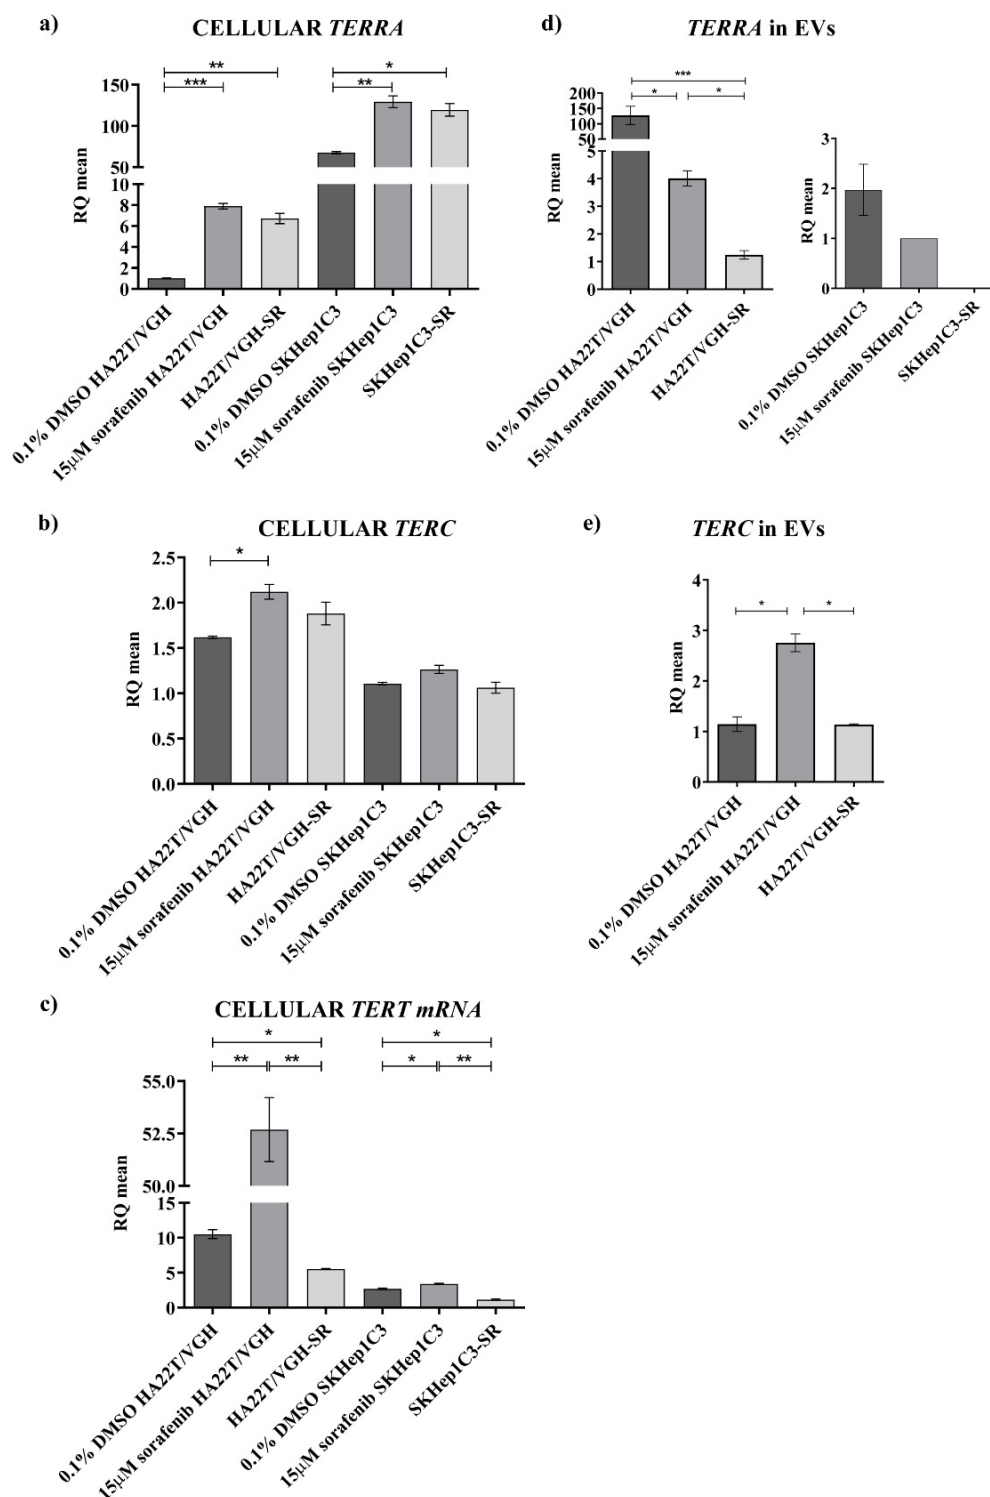 a)
CELLULAR TERRA
**
***
*
**
RQ mean
150
100
50
10
8
6
4
2
0
0.1% DMSO HA22T/VGH
15μM sorafenib HA22T/VGH
HA22T/VGH-SR
0.1% DMSO SKHep1C3
15μM sorafenib SKHep1C3
SKHep1C3-SR
d)
TERRA in EVs
***
*
*
RQ mean
200
150
100
50
5
4
3
2
1
0
0.1% DMSO HA22T/VGH
15μM sorafenib HA22T/VGH
HA22T/VGH-SR
RQ mean
3
2
1
0
0.1% DMSO SKHep1C3
15μM sorafenib SKHep1C3
SKHep1C3-SR
b)
CELLULAR TERC
*
RQ mean
2.5
2.0
1.5
1.0
0.5
0.0
0.1% DMSO HA22T/VGH
15μM sorafenib HA22T/VGH
HA22T/VGH-SR
0.1% DMSO SKHep1C3
15μM sorafenib SKHep1C3
SKHep1C3-SR
e)
TERC in EVs
*
*
RQ mean
4
3
2
1
0
0.1% DMSO HA22T/VGH
15μM sorafenib HA22T/VGH
HA22T/VGH-SR
c)
CELLULAR TERT mRNA
*
**
**
*
*
**
RQ mean
55.0
52.5
50.0
15
10
5
0
0.1% DMSO HA22T/VGH
15μM sorafenib HA22T/VGH
HA22T/VGH-SR
0.1% DMSO SKHep1C3
15μM sorafenib SKHep1C3
SKHep1C3-SR